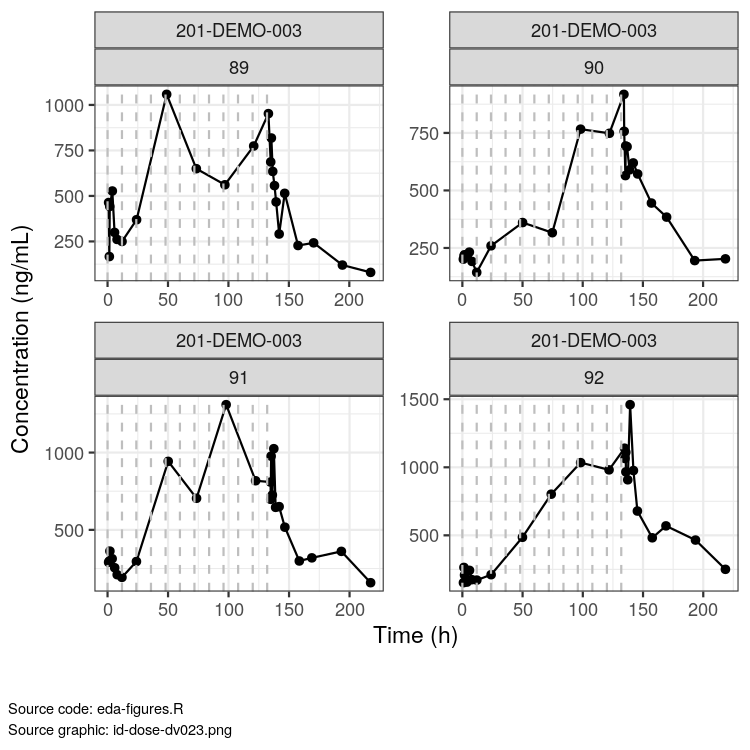 201-DEMO-003
201-DEMO-003
89
90
1000
750
500
250
750
500
250
0 50 100 150 200
0 50 100 150 200
Concentration (ng/mL)
201-DEMO-003
201-DEMO-003
91
92
1000
500
1500
1000
500
0 50 100 150 200
0 50 100 150 200
Time (h)
Source code: eda-figures.R
Source graphic: id-dose-dv023.png